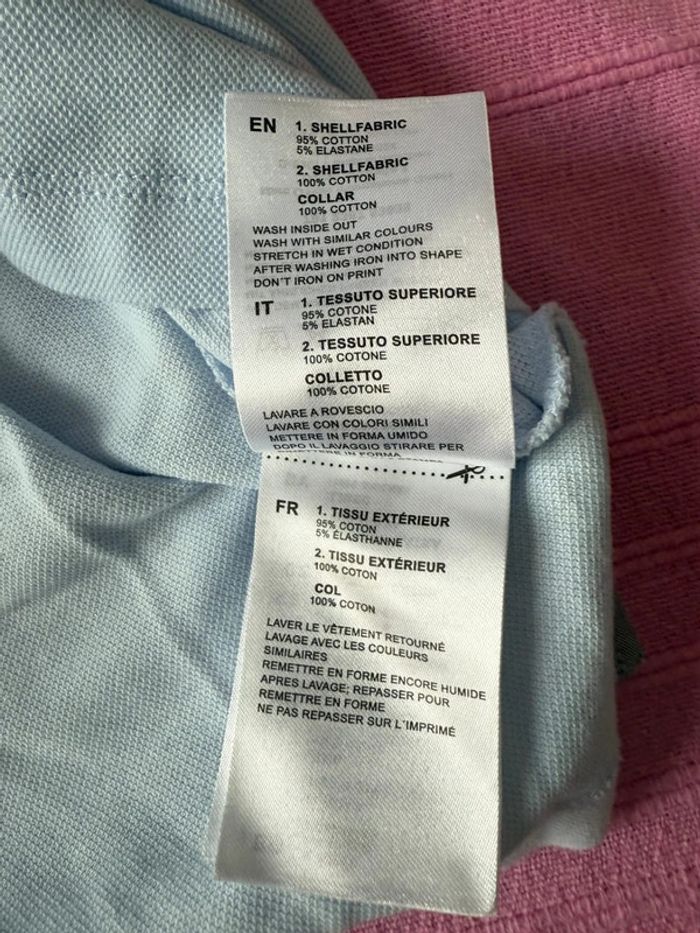 EN 1. SHELLFABRIC
95% COTTON
5% ELASTANE
2. SHELLFABRIC
100% COTTON
COLLAR
100% COTTON
WASH INSIDE OUT
WASH WITH SIMILAR COLOURS
STRETCH IN WET CONDITION
AFTER WASHING IRON INTO SHAPE
DON'T IRON ON PRINT
IT 1. TESSUTO SUPERIORE
95% COTONE
5% ELASTAN
2. TESSUTO SUPERIORE
100% COTONE
COLLETTO
100% COTONE
LAVARE A ROVESCIO
LAVARE CON COLORI SIMILI
METTERE IN FORMA UMIDO
DOPO IL LAVAGGIO STIRARE PER
FR 1. TISSU EXTÉRIEUR
95% COTON
5% ÉLASTHANNE
2. TISSU EXTÉRIEUR
100% COTON
COL
100% COTON
LAVER LE VÊTEMENT RETOURNÉ
LAVAGE AVEC LES COULEURS
SIMILAIRES
REMETTRE EN FORME ENCORE HUMIDE
APRES LAVAGE; REPASSER POUR
REMETTRE EN FORME
NE PAS REPASSER SUR L'IMPRIMÉ